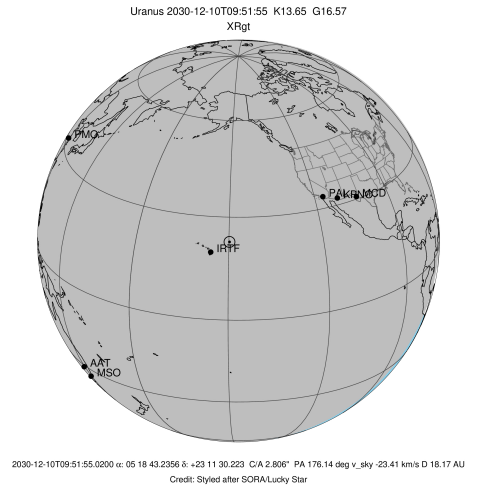 Uranus 2030-12-10T09:51:55 K13.65 G16.57
XRgt
PMO
PAL KPNO MCD
IRTF
AAT
MSO
2030-12-10T09:51:55.0200 α: 05 18 43.2356 δ: +23 11 30.223 C/A 2.806" PA 176.14 deg v_sky -23.41 km/s D 18.17 AU
Credit: Styled after SORA/Lucky Star